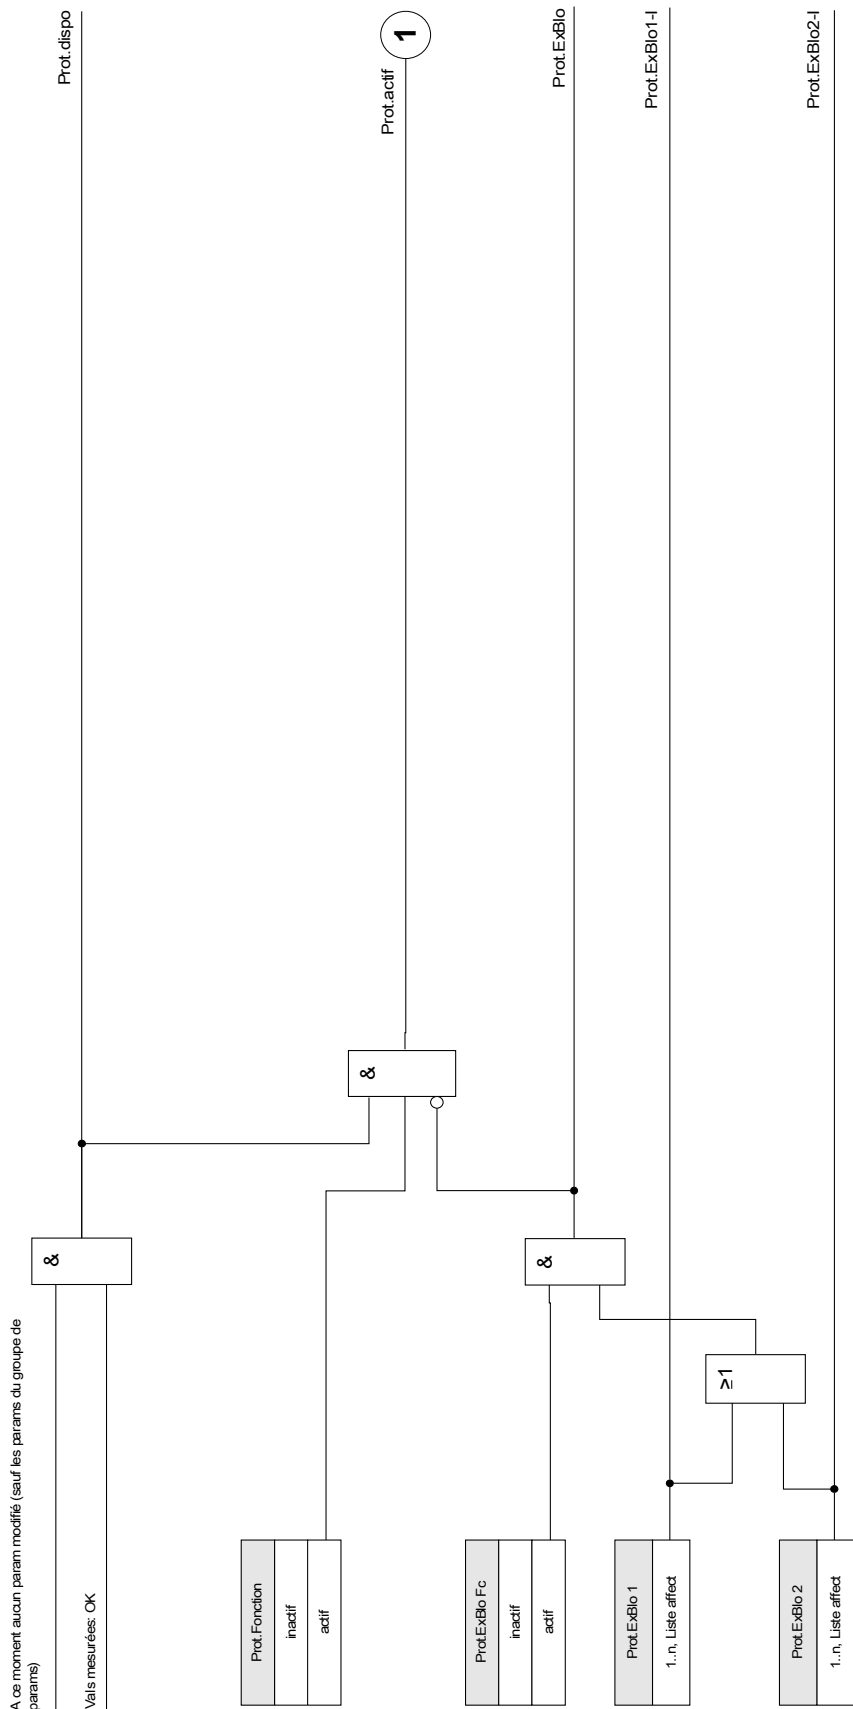 Prot.dispo
Prot.actif
1
Prot.ExBlo
Prot.ExBlo1-I
Prot.ExBlo2-I
&
&
&
≥1
A ce moment aucun param modifié (sauf les params du groupe de
params)
Vals mesurées: OK
Prot.Fonction
inactif
actif
Prot.ExBlo Fc
inactif
actif
Prot.ExBlo 1
1..n, Liste affect
Prot.ExBlo 2
1..n, Liste affect